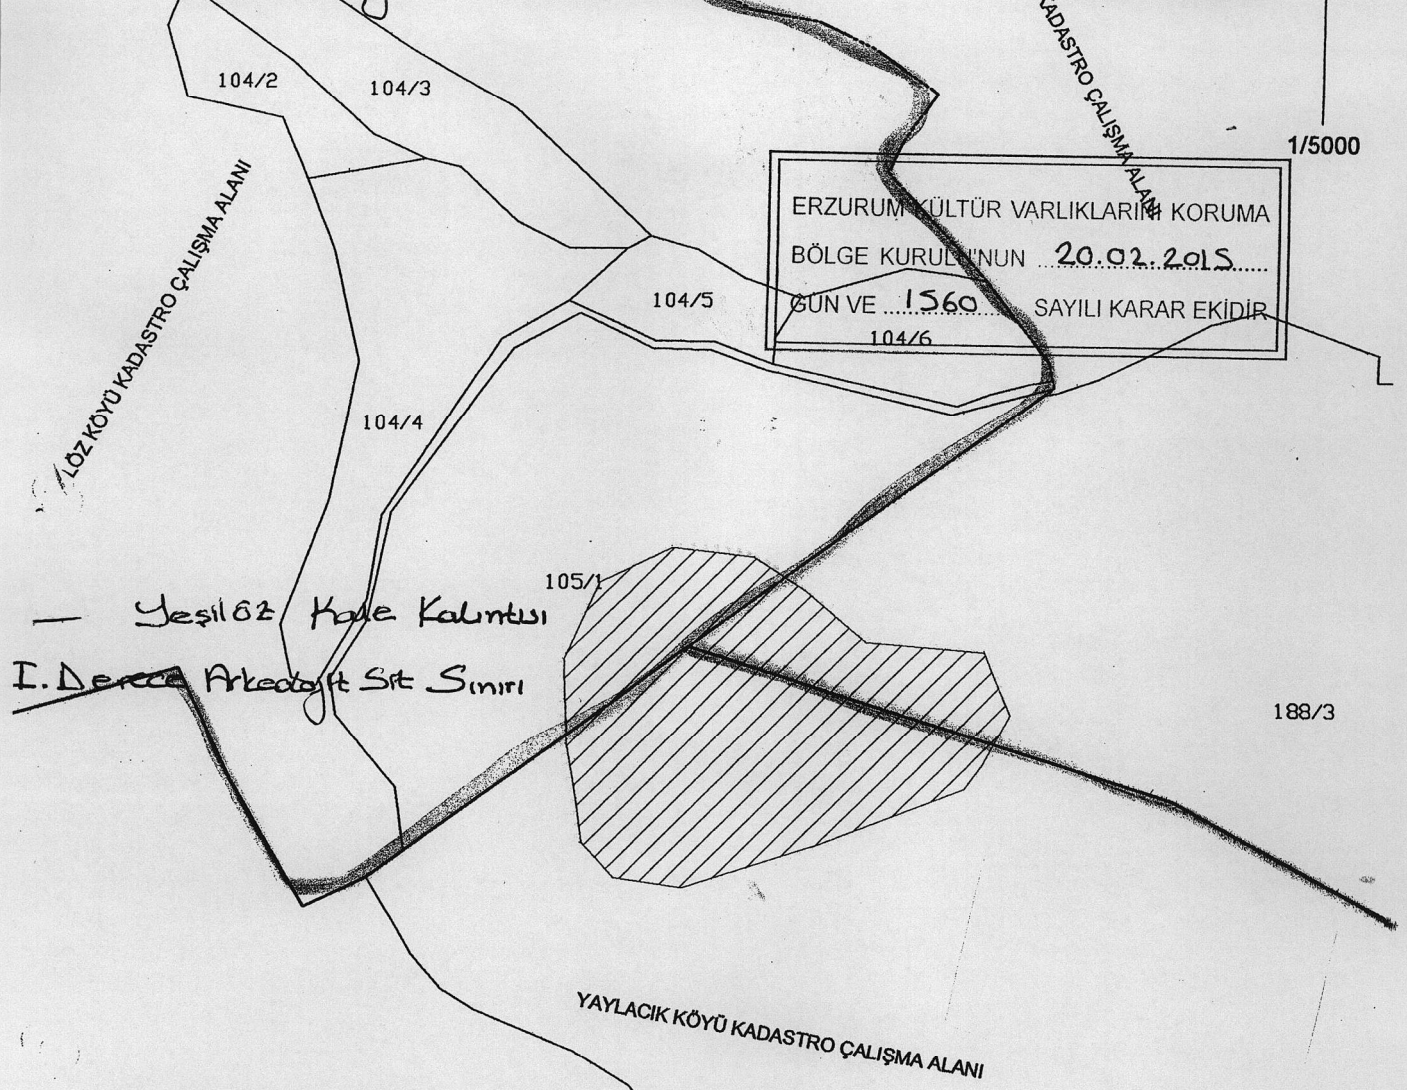 104/2
104/3
KADASTRO ÇALIŞMA ALANI
1/5000
ERZURUM KÜLTÜR VARLIKLARINI KORUMA
BÖLGE KURULU'NUN 20.02.2015
GÜN VE 1560 SAYILI KARAR EKİDİR
LÖZ KÖYÜ KADASTRO ÇALIŞMA ALANI
104/5
104/6
104/4
105/1
— Yeşilöz Kale Kalıntısı
I. Derece Arkeolojik Sit Sınırı
188/3
YAYLACIK KÖYÜ KADASTRO ÇALIŞMA ALANI